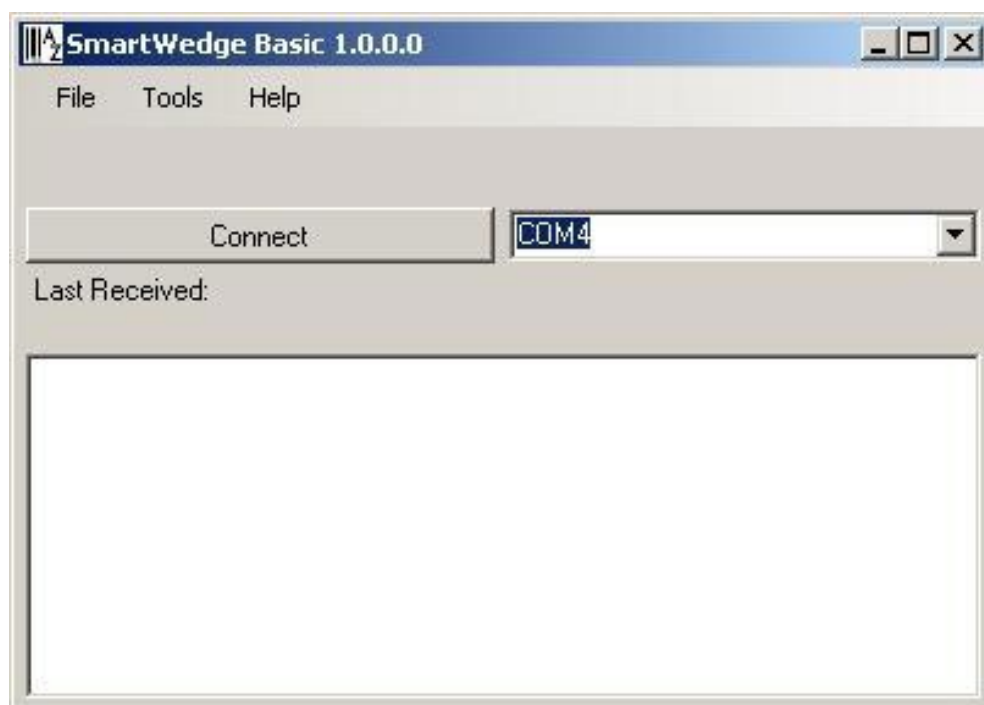 SmartWedge Basic 1.0.0.0
File Tools Help
Connect COM4
Last Received: